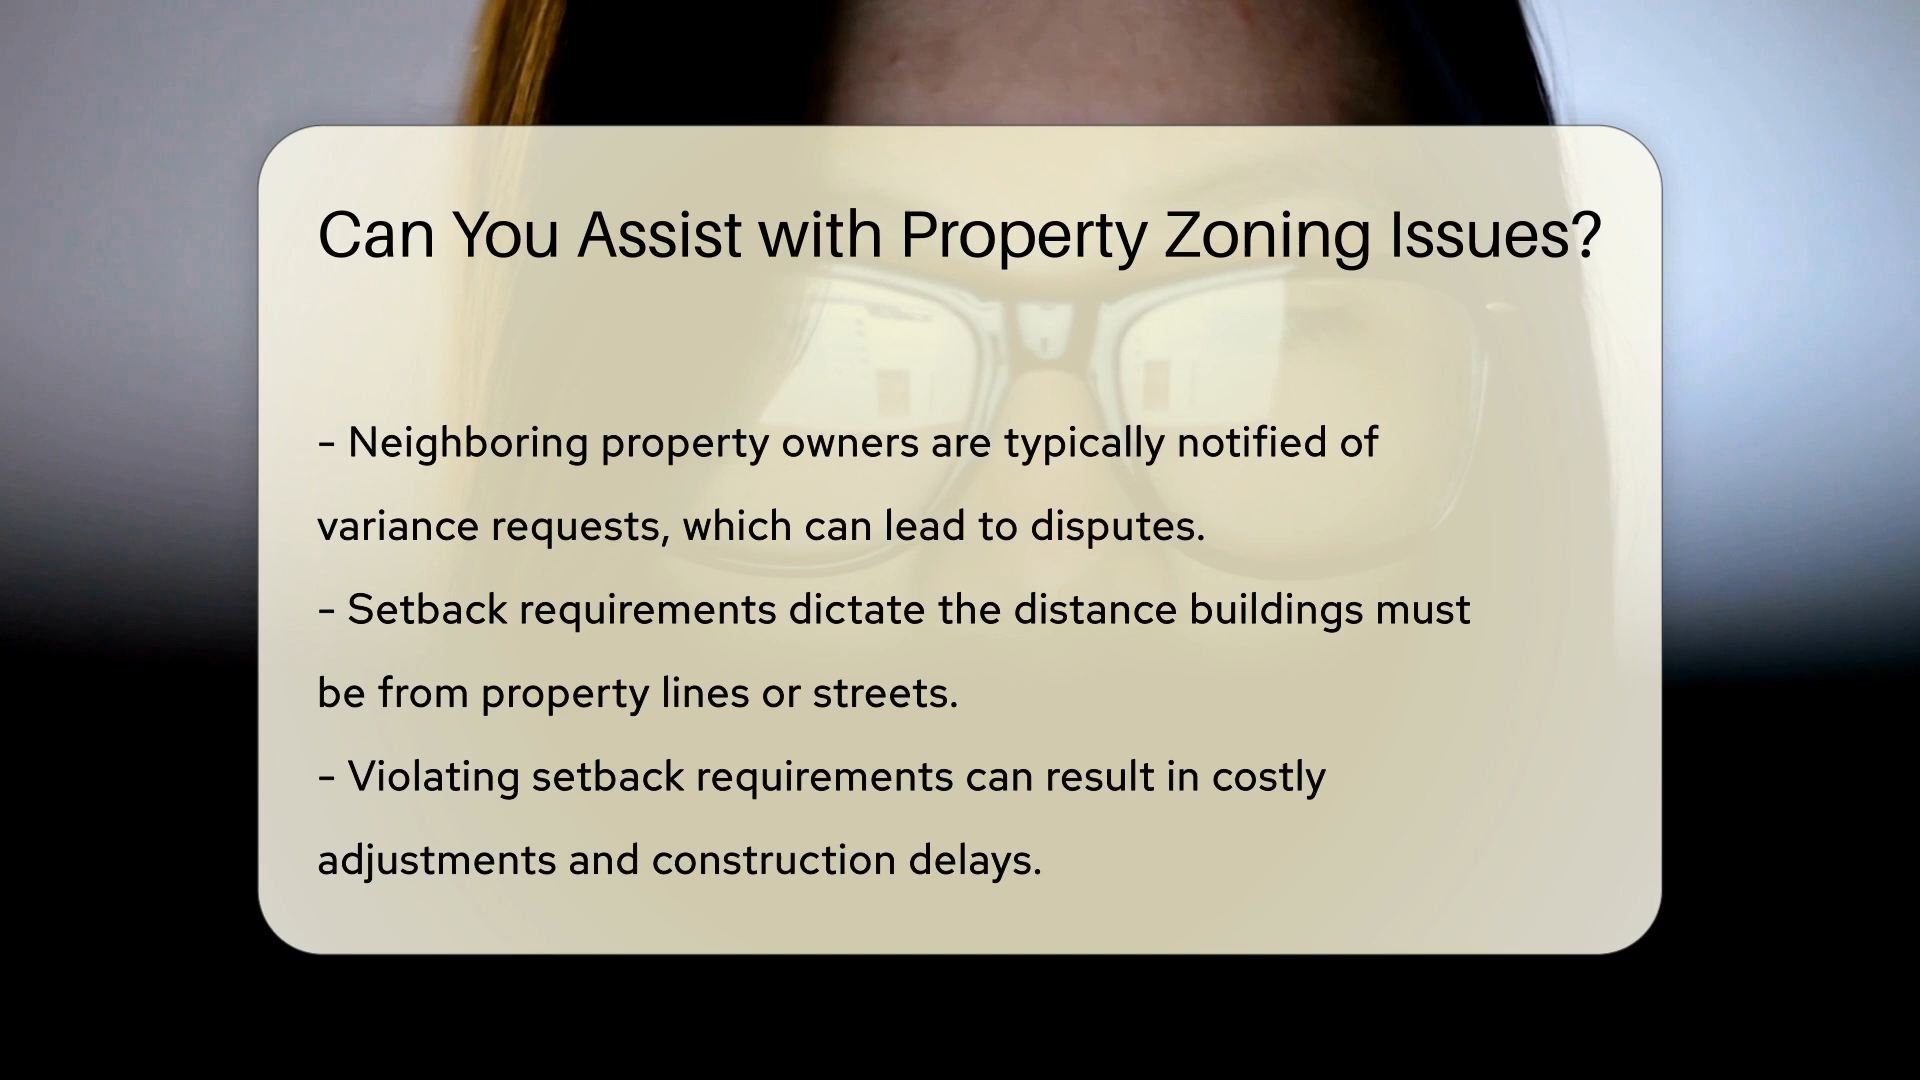 Can You Assist with Property Zoning Issues?
- Neighboring property owners are typically notified of
variance requests, which can lead to disputes.
- Setback requirements dictate the distance buildings must
be from property lines or streets.
- Violating setback requirements can result in costly
adjustments and construction delays.